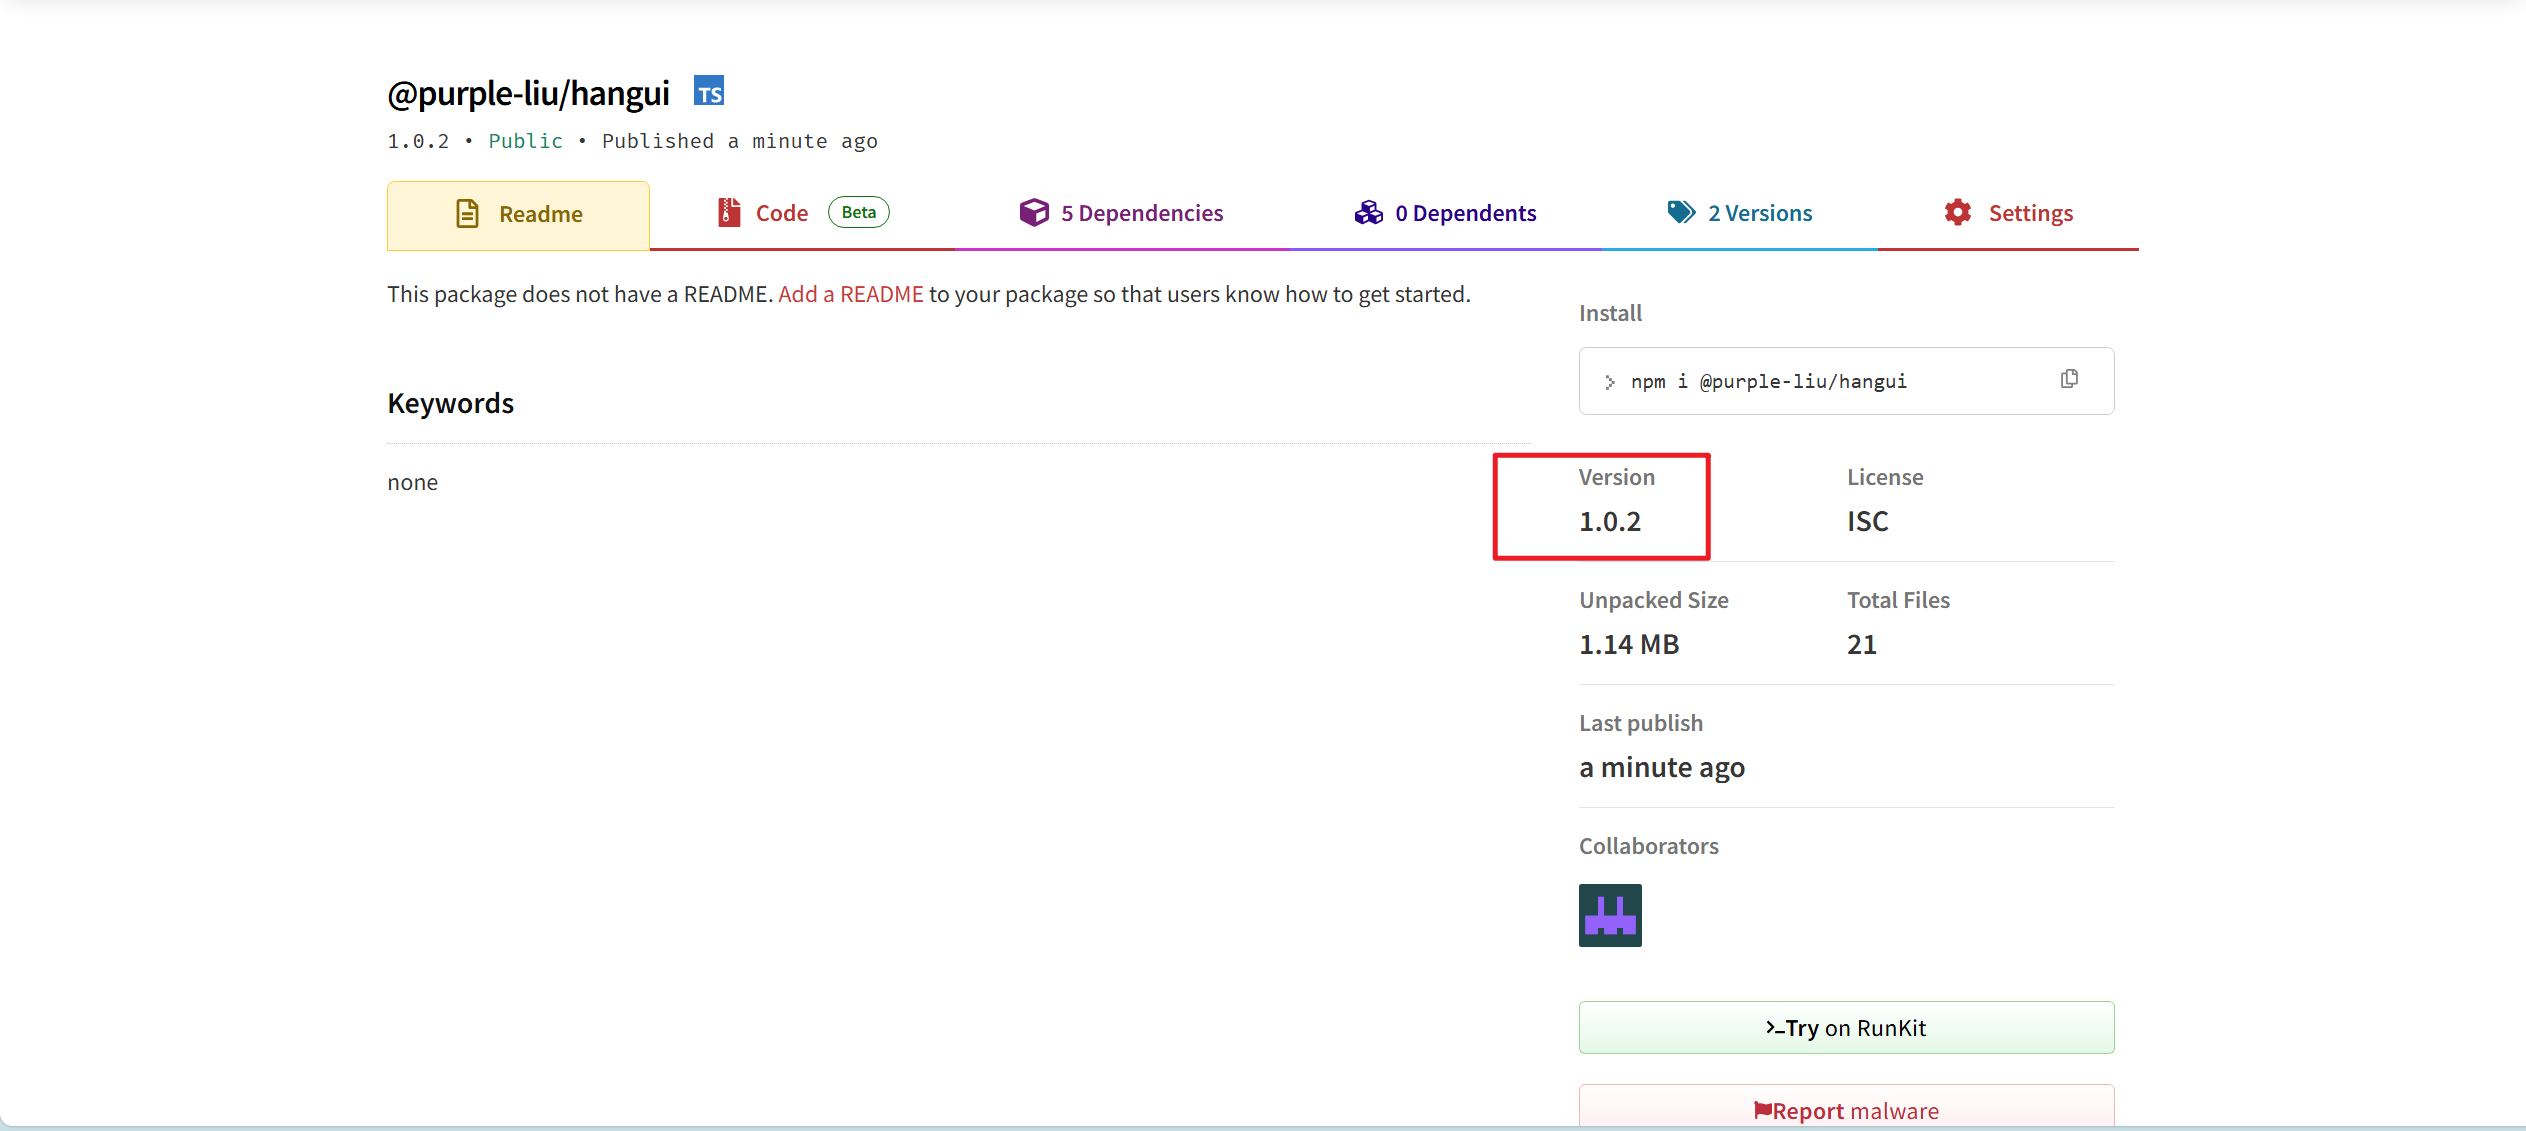 @purple-liu/hangui TS
1.0.2 • Public • Published a minute ago
Readme
Code Beta
5 Dependencies
0 Dependents
2 Versions
Settings
This package does not have a README. Add a README to your package so that users know how to get started.
Keywords
none
Install
> npm i @purple-liu/hangui
Version
1.0.2
License
ISC
Unpacked Size
1.14 MB
Total Files
21
Last publish
a minute ago
Collaborators
>_Try on RunKit
Report malware